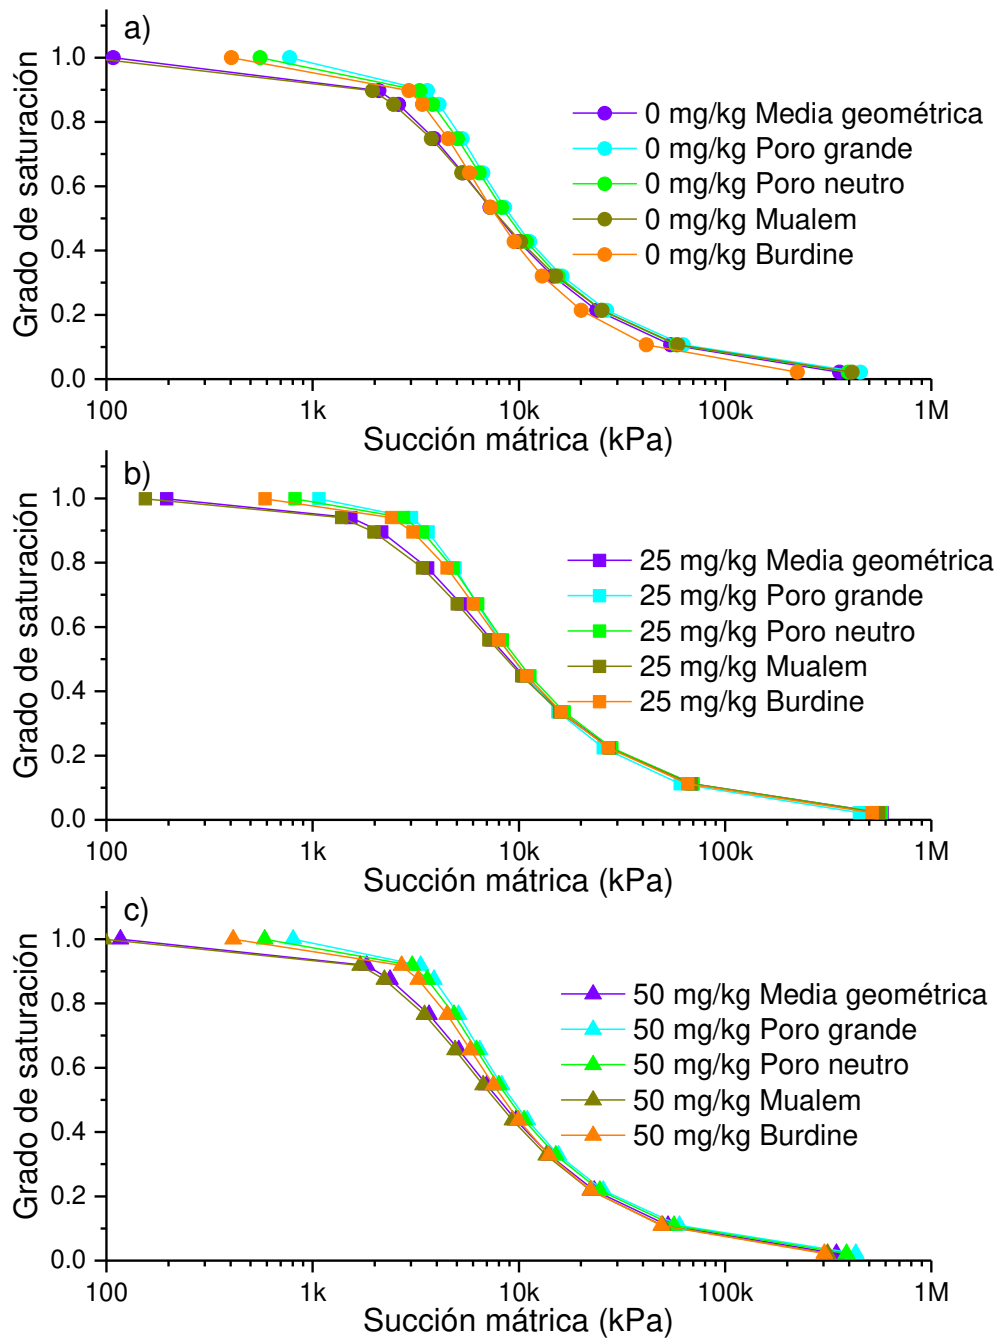 a)
Grado de saturación
1.0
0.8
0.6
0.4
0.2
0.0
0 mg/kg Media geométrica
0 mg/kg Poro grande
0 mg/kg Poro neutro
0 mg/kg Mualem
0 mg/kg Burdine
100 1k 10k 100k 1M
Succión mátrica (kPa)
b)
Grado de saturación
1.0
0.8
0.6
0.4
0.2
0.0
25 mg/kg Media geométrica
25 mg/kg Poro grande
25 mg/kg Poro neutro
25 mg/kg Mualem
25 mg/kg Burdine
100 1k 10k 100k 1M
Succión mátrica (kPa)
c)
Grado de saturación
1.0
0.8
0.6
0.4
0.2
0.0
50 mg/kg Media geométrica
50 mg/kg Poro grande
50 mg/kg Poro neutro
50 mg/kg Mualem
50 mg/kg Burdine
100 1k 10k 100k 1M
Succión mátrica (kPa)